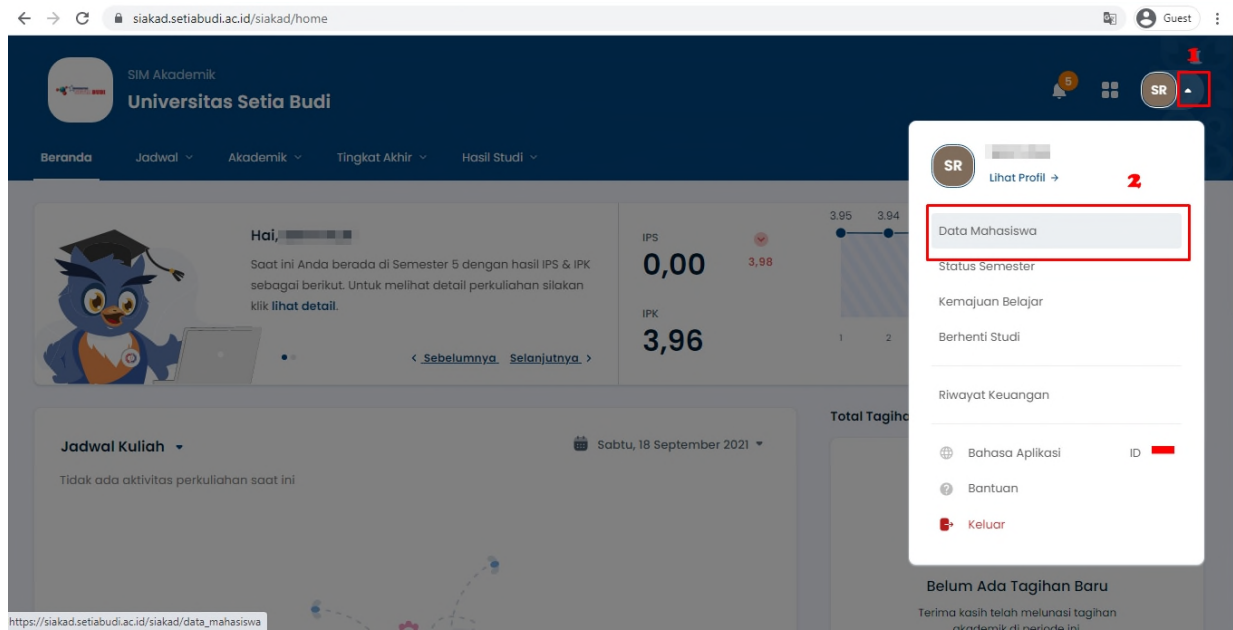 siakad.setiabudi.ac.id/siakad/home
Guest
1
SIM Akademik
Universitas Setia Budi
5
SR
Beranda
Jadwal
Akademik
Tingkat Akhir
Hasil Studi
SR
Lihat Profil →
2
Data Mahasiswa
Status Semester
Kemajuan Belajar
Berhenti Studi
Riwayat Keuangan
Bahasa Aplikasi ID
Bantuan
Keluar
Hai,
Saat ini Anda berada di Semester 5 dengan hasil IPS & IPK
sebagai berikut. Untuk melihat detail perkuliahan silakan
klik lihat detail.
< Sebelumnya Selanjutnya >
IPS
0,00
3,98
IPK
3,96
3.95 3.94
1 2
Jadwal Kuliah
Sabtu, 18 September 2021
Tidak ada aktivitas perkuliahan saat ini
Total Tagiha
Belum Ada Tagihan Baru
Terima kasih telah melunasi tagihan
akademik di periode ini
https://siakad.setiabudi.ac.id/siakad/data_mahasiswa